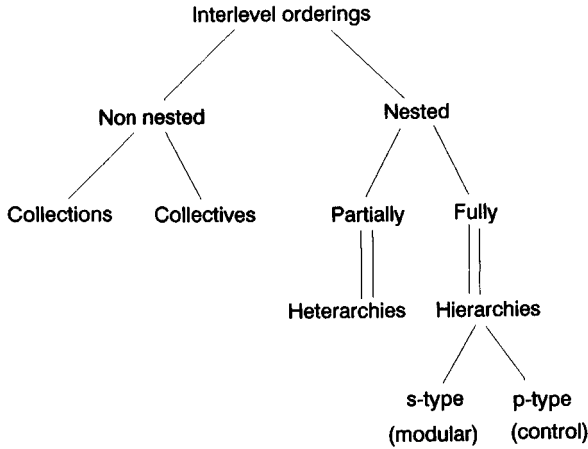 Interlevel orderings
Non nested
Nested
Collections
Collectives
Partially
Fully
Heterarchies
Hierarchies
s-type
p-type
(modular)
(control)